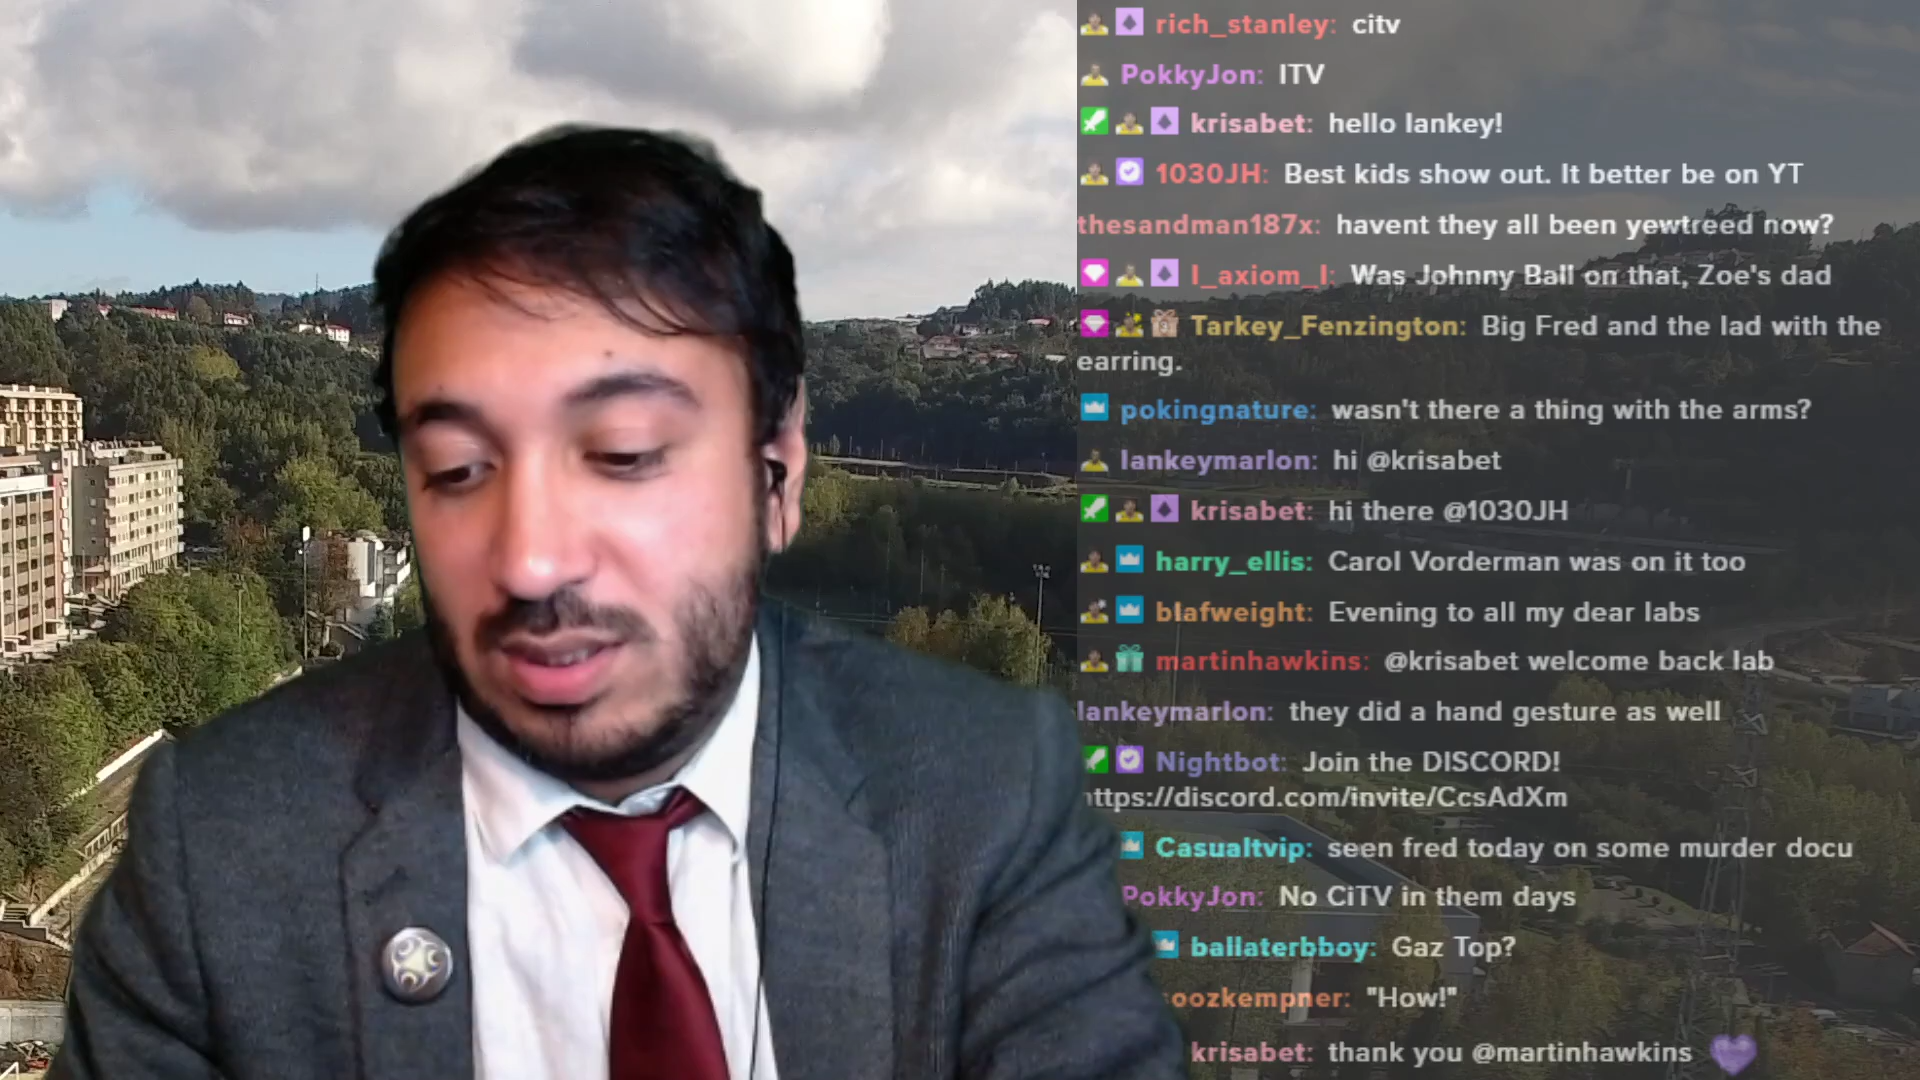 rich_stanley: citv
PokkyJon: ITV
krisabet: hello lankey!
1030JH: Best kids show out. It better be on YT
thesandman187x: havent they all been yewtreed now?
I_axiom_I: Was Johnny Ball on that, Zoe's dad
Tarkey_Fenzington: Big Fred and the lad with the
earring.
pokingnature: wasn't there a thing with the arms?
lankeymarlon: hi @krisabet
krisabet: hi there @1030JH
harry_ellis: Carol Vorderman was on it too
blafweight: Evening to all my dear labs
martinhawkins: @krisabet welcome back lab
lankeymarlon: they did a hand gesture as well
Nightbot: Join the DISCORD!
https://discord.com/invite/CcsAdXm
Casualtvip: seen fred today on some murder docu
PokkyJon: No CiTV in them days
ballaterbboy: Gaz Top?
oozkempner: "How!"
krisabet: thank you @martinhawkins